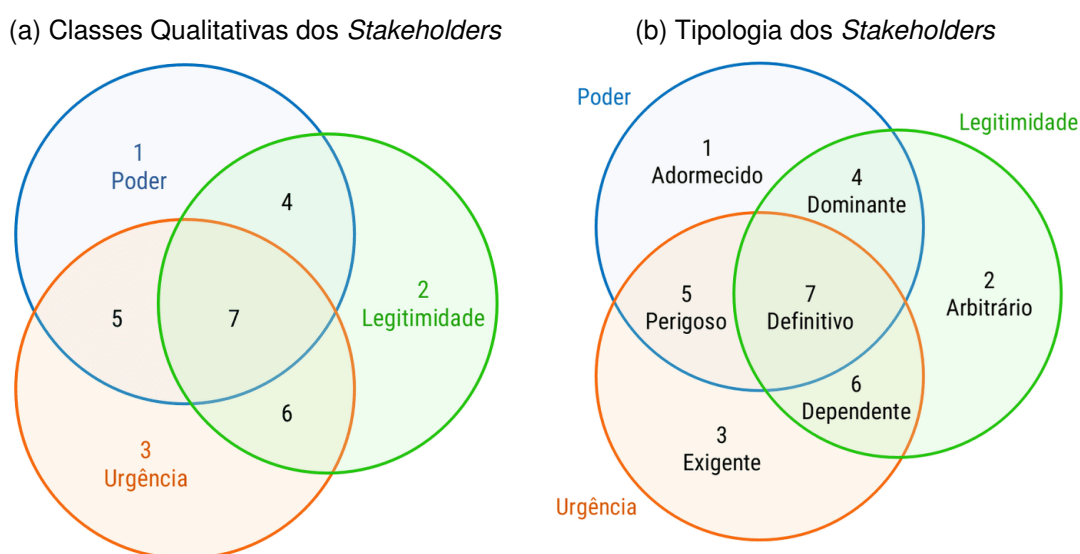 (a) Classes Qualitativas dos Stakeholders
1
Poder
4
2
Legitimidade
5
7
6
3
Urgência
(b) Tipologia dos Stakeholders
Poder
Legitimidade
1
Adormecido
4
Dominante
2
Arbitrário
5
Perigoso
7
Definitivo
6
Dependente
3
Exigente
Urgência